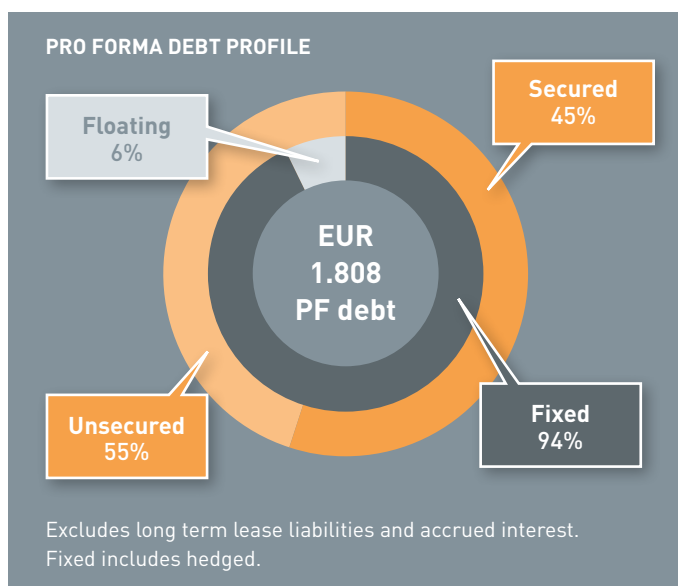 PRO FORMA DEBT PROFILE
Floating
6%
Secured
45%
EUR
1.808
PF debt
Unsecured
55%
Fixed
94%
Excludes long term lease liabilities and accrued interest.
Fixed includes hedged.